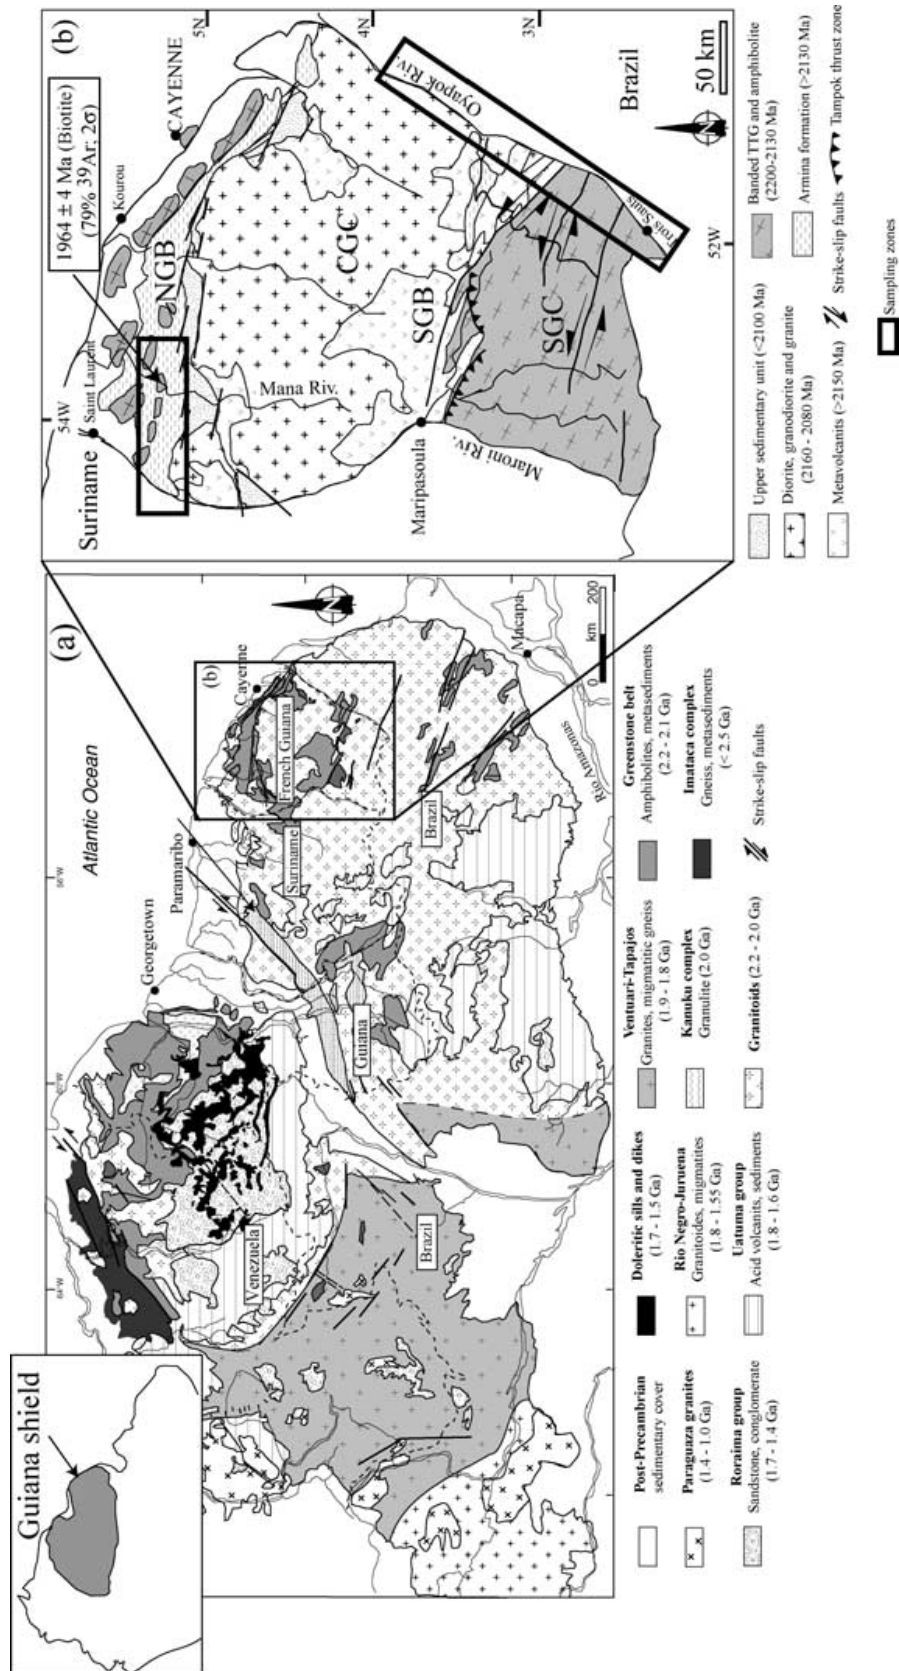 Guiana shield
(a)
Atlantic Ocean
Georgetown
Paramaribo
Cayenne
(b)
French Guiana
Suriname
Guiana
Venezuela
Brazil
Brazil
Macapa
Rio Amazonas
N
0 km 200
64°W
56°W
Post-Precambrian
sedimentary cover
Paraguaza granites
(1.4 - 1.0 Ga)
Roraima group
Sandstone, conglomerate
(1.7 - 1.4 Ga)
Doleritic sills and dikes
(1.7 - 1.5 Ga)
Rio Negro-Juruena
Granitoides, migmatites
(1.8 - 1.55 Ga)
Uatuma group
Acid volcanits, sediments
(1.8 - 1.6 Ga)
Ventuari-Tapajos
Granites, migmatitic gneiss
(1.9 - 1.8 Ga)
Kanuku complex
Granulite (2.0 Ga)
Granitoids (2.2 - 2.0 Ga)
Greenstone belt
Amphibolites, metasediments
(2.2 - 2.1 Ga)
Imataca complex
Gneiss, metasediments
(< 2.5 Ga)
Strike-slip faults
(b)
1964 ± 4 Ma (Biotite)
(79% ³⁹Ar; 2σ)
Suriname
54W
Saint Laurent
Kourou
CAYENNE
5N
4N
3N
52W
NGB
CGC
SGB
SGC
Mana Riv.
Maripasoula
Maroni Riv.
Oyapok Riv.
Trois Sauts
Brazil
N
50 km
Upper sedimentary unit (<2100 Ma)
Diorite, granodiorite and granite
(2160 - 2080 Ma)
Metavolcanits (>2150 Ma)
Banded TTG and amphibolite
(2200-2130 Ma)
Armina formation (>2130 Ma)
Strike-slip faults
Tampok thrust zone
Sampling zones